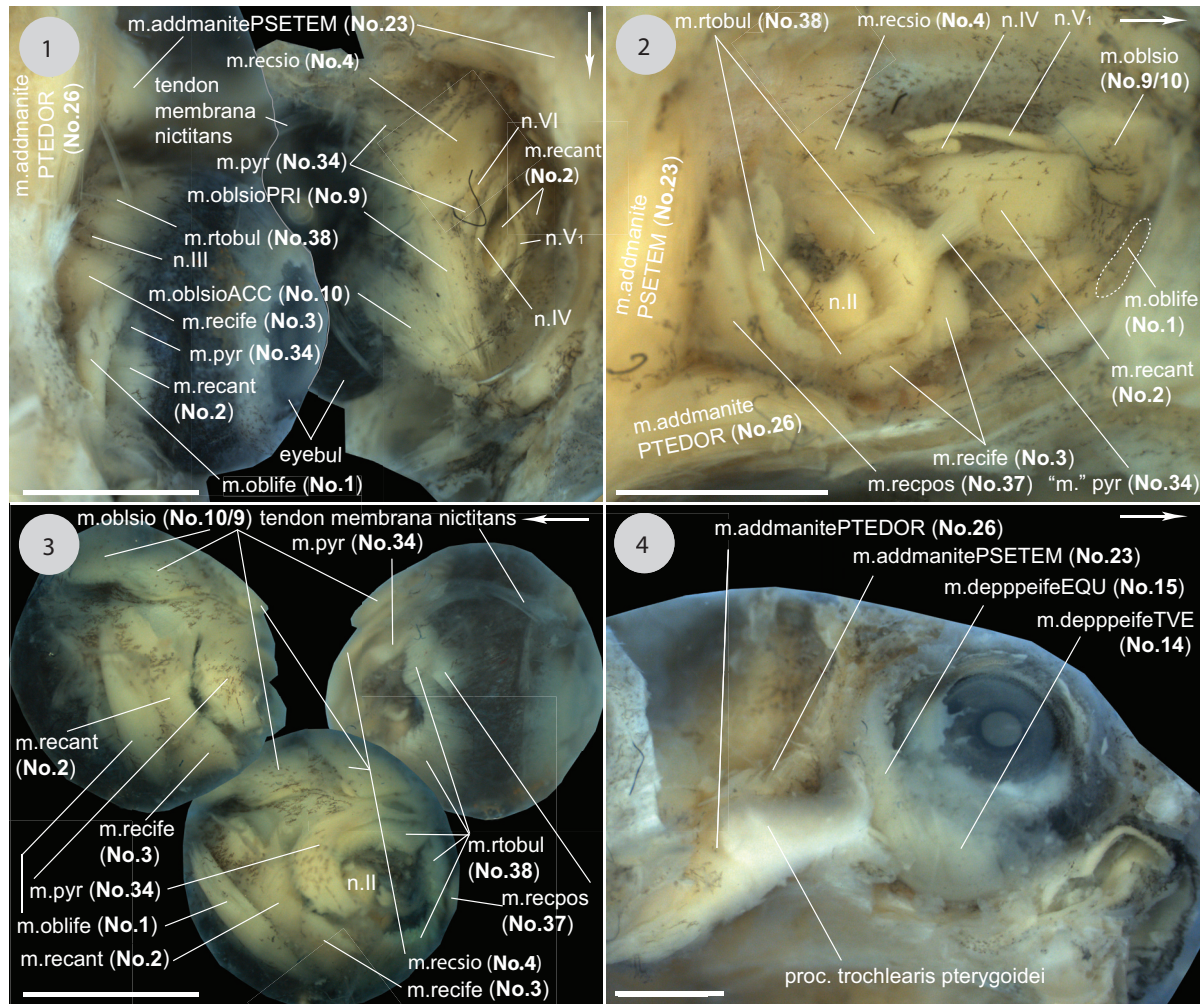 1
m.addmanitePSETEM (No.23)
m.recsio (No.4)
m.addmanite
PTEDOR (No.26)
tendon
membrana
nictitans
n.VI
m.recant
(No.2)
m.pyr (No.34)
m.oblsioPRI (No.9)
n.V1
m.rtobul (No.38)
n.III
m.oblsioACC (No.10)
n.IV
m.recife (No.3)
m.pyr (No.34)
m.recant
(No.2)
eyebul
m.oblife (No.1)
2
m.rtobul (No.38)
m.recsio (No.4)
n.IV
n.V1
m.oblsio
(No.9/10)
m.addmanite
PSETEM (No.23)
n.II
m.oblife
(No.1)
m.recant
(No.2)
m.addmanite
PTEDOR (No.26)
m.recife (No.3)
m.recpos (No.37)
“m.” pyr (No.34)
3
m.oblsio (No.10/9)
tendon membrana nictitans
m.pyr (No.34)
m.recant
(No.2)
m.recife
(No.3)
m.rtobul
(No.38)
m.pyr (No.34)
n.II
m.recpos
(No.37)
m.oblife (No.1)
m.recant (No.2)
m.recsio (No.4)
m.recife (No.3)
4
m.addmanitePTEDOR (No.26)
m.addmanitePSETEM (No.23)
m.depppeifeEQU (No.15)
m.depppeifeTVE
(No.14)
proc. trochlearis pterygoidei